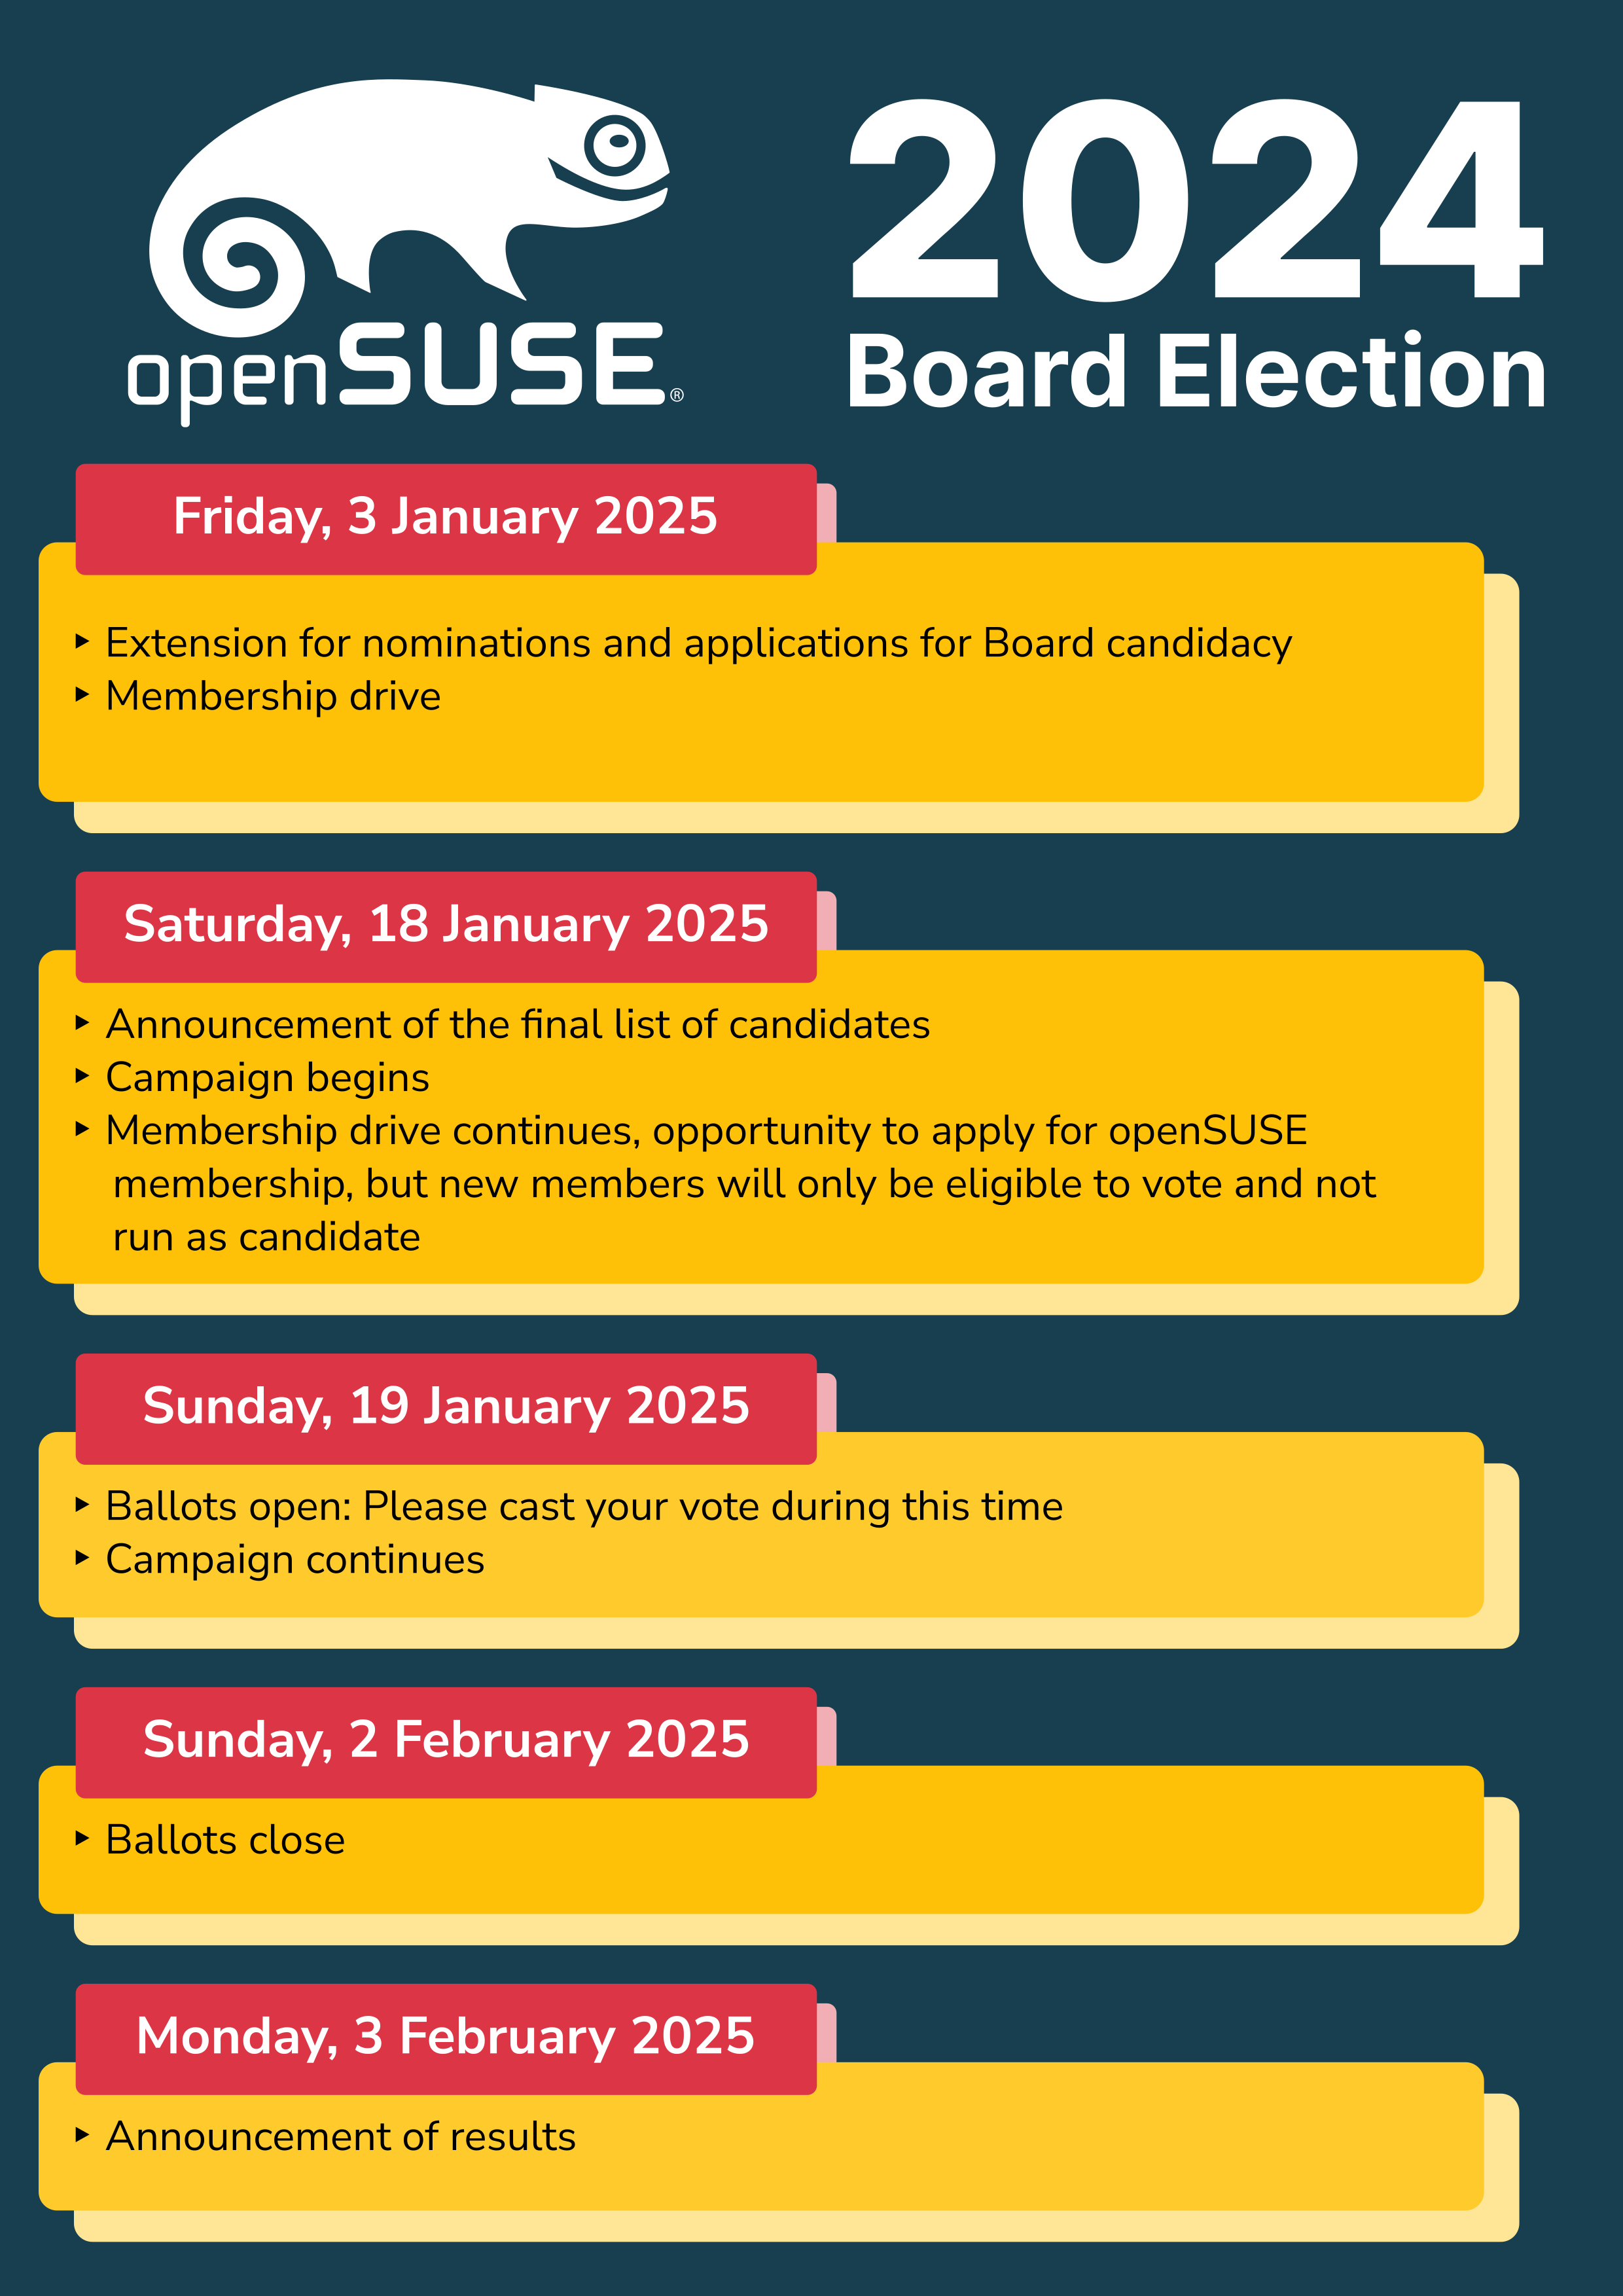 openSUSE®
2024
Board Election
Friday, 3 January 2025
‣ Extension for nominations and applications for Board candidacy
‣ Membership drive
Saturday, 18 January 2025
‣ Announcement of the final list of candidates
‣ Campaign begins
‣ Membership drive continues, opportunity to apply for openSUSE
membership, but new members will only be eligible to vote and not
run as candidate
Sunday, 19 January 2025
‣ Ballots open: Please cast your vote during this time
‣ Campaign continues
Sunday, 2 February 2025
‣ Ballots close
Monday, 3 February 2025
‣ Announcement of results